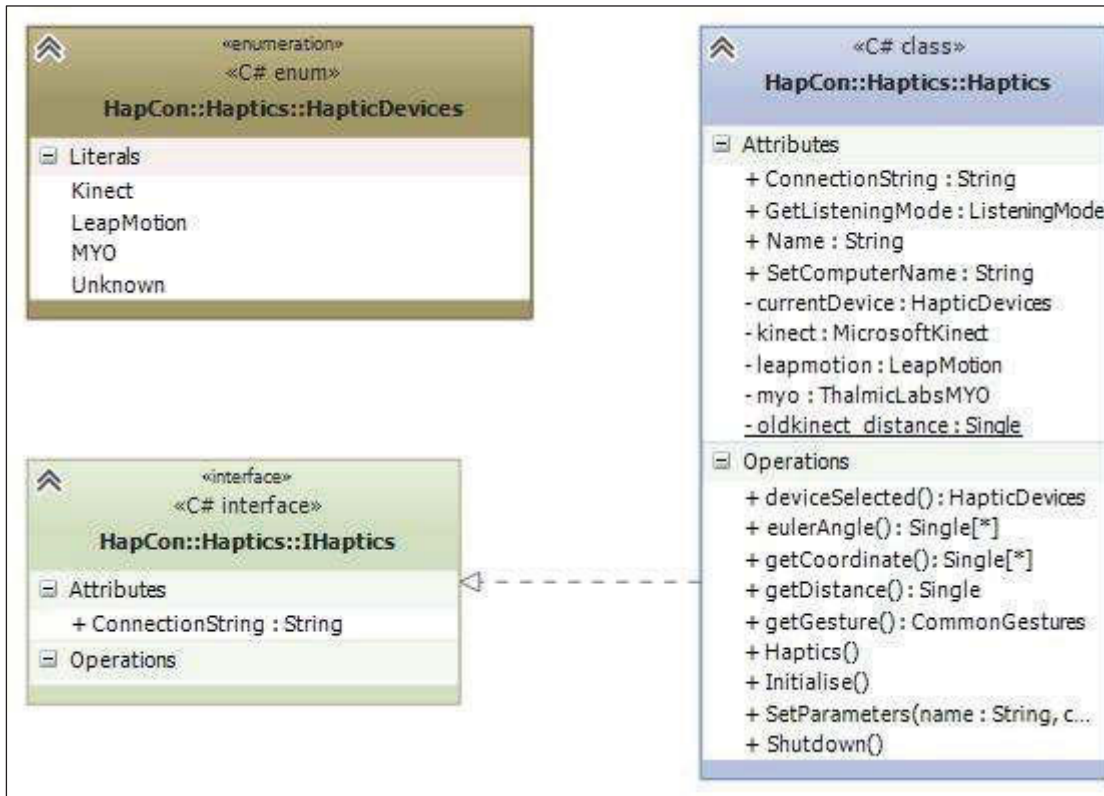 «enumeration»
«C# enum»
HapCon::Haptics::HapticDevices
Literals
Kinect
LeapMotion
MYO
Unknown
«interface»
«C# interface»
HapCon::Haptics::IHaptics
Attributes
+ ConnectionString : String
Operations
«C# class»
HapCon::Haptics::Haptics
Attributes
+ ConnectionString : String
+ GetListeningMode : ListeningMode
+ Name : String
+ SetComputerName : String
- currentDevice : HapticDevices
- kinect : MicrosoftKinect
- leapmotion : LeapMotion
- myo : ThalmicLabsMYO
- oldkinect_distance : Single
Operations
+ deviceSelected() : HapticDevices
+ eulerAngle() : Single[*]
+ getCoordinate() : Single[*]
+ getDistance() : Single
+ getGesture() : CommonGestures
+ Haptics()
+ Initialise()
+ SetParameters(name : String, c...
+ Shutdown()